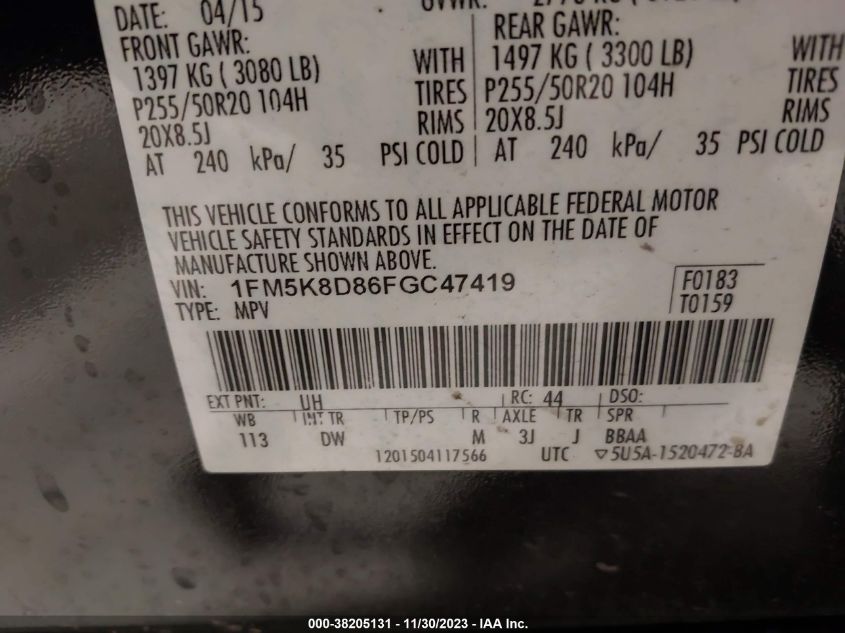 DATE: 04/15
FRONT GAWR: REAR GAWR:
1397 KG ( 3080 LB) WITH 1497 KG ( 3300 LB) WITH
P255/50R20 104H TIRES P255/50R20 104H TIRES
20X8.5J RIMS 20X8.5J RIMS
AT 240 kPa/ 35 PSI COLD AT 240 kPa/ 35 PSI COLD
THIS VEHICLE CONFORMS TO ALL APPLICABLE FEDERAL MOTOR
VEHICLE SAFETY STANDARDS IN EFFECT ON THE DATE OF
MANUFACTURE SHOWN ABOVE.
VIN: 1FM5K8D86FGC47419 F0183
TYPE: MPV T0159
EXT PNT: UH RC: 44 DSO:
WB INT TR TP/PS R AXLE TR SPR
113 DW M 3J J BBAA
1201504117566 UTC ▽5U5A-1520472-BA
000-38205131 - 11/30/2023 - IAA Inc.